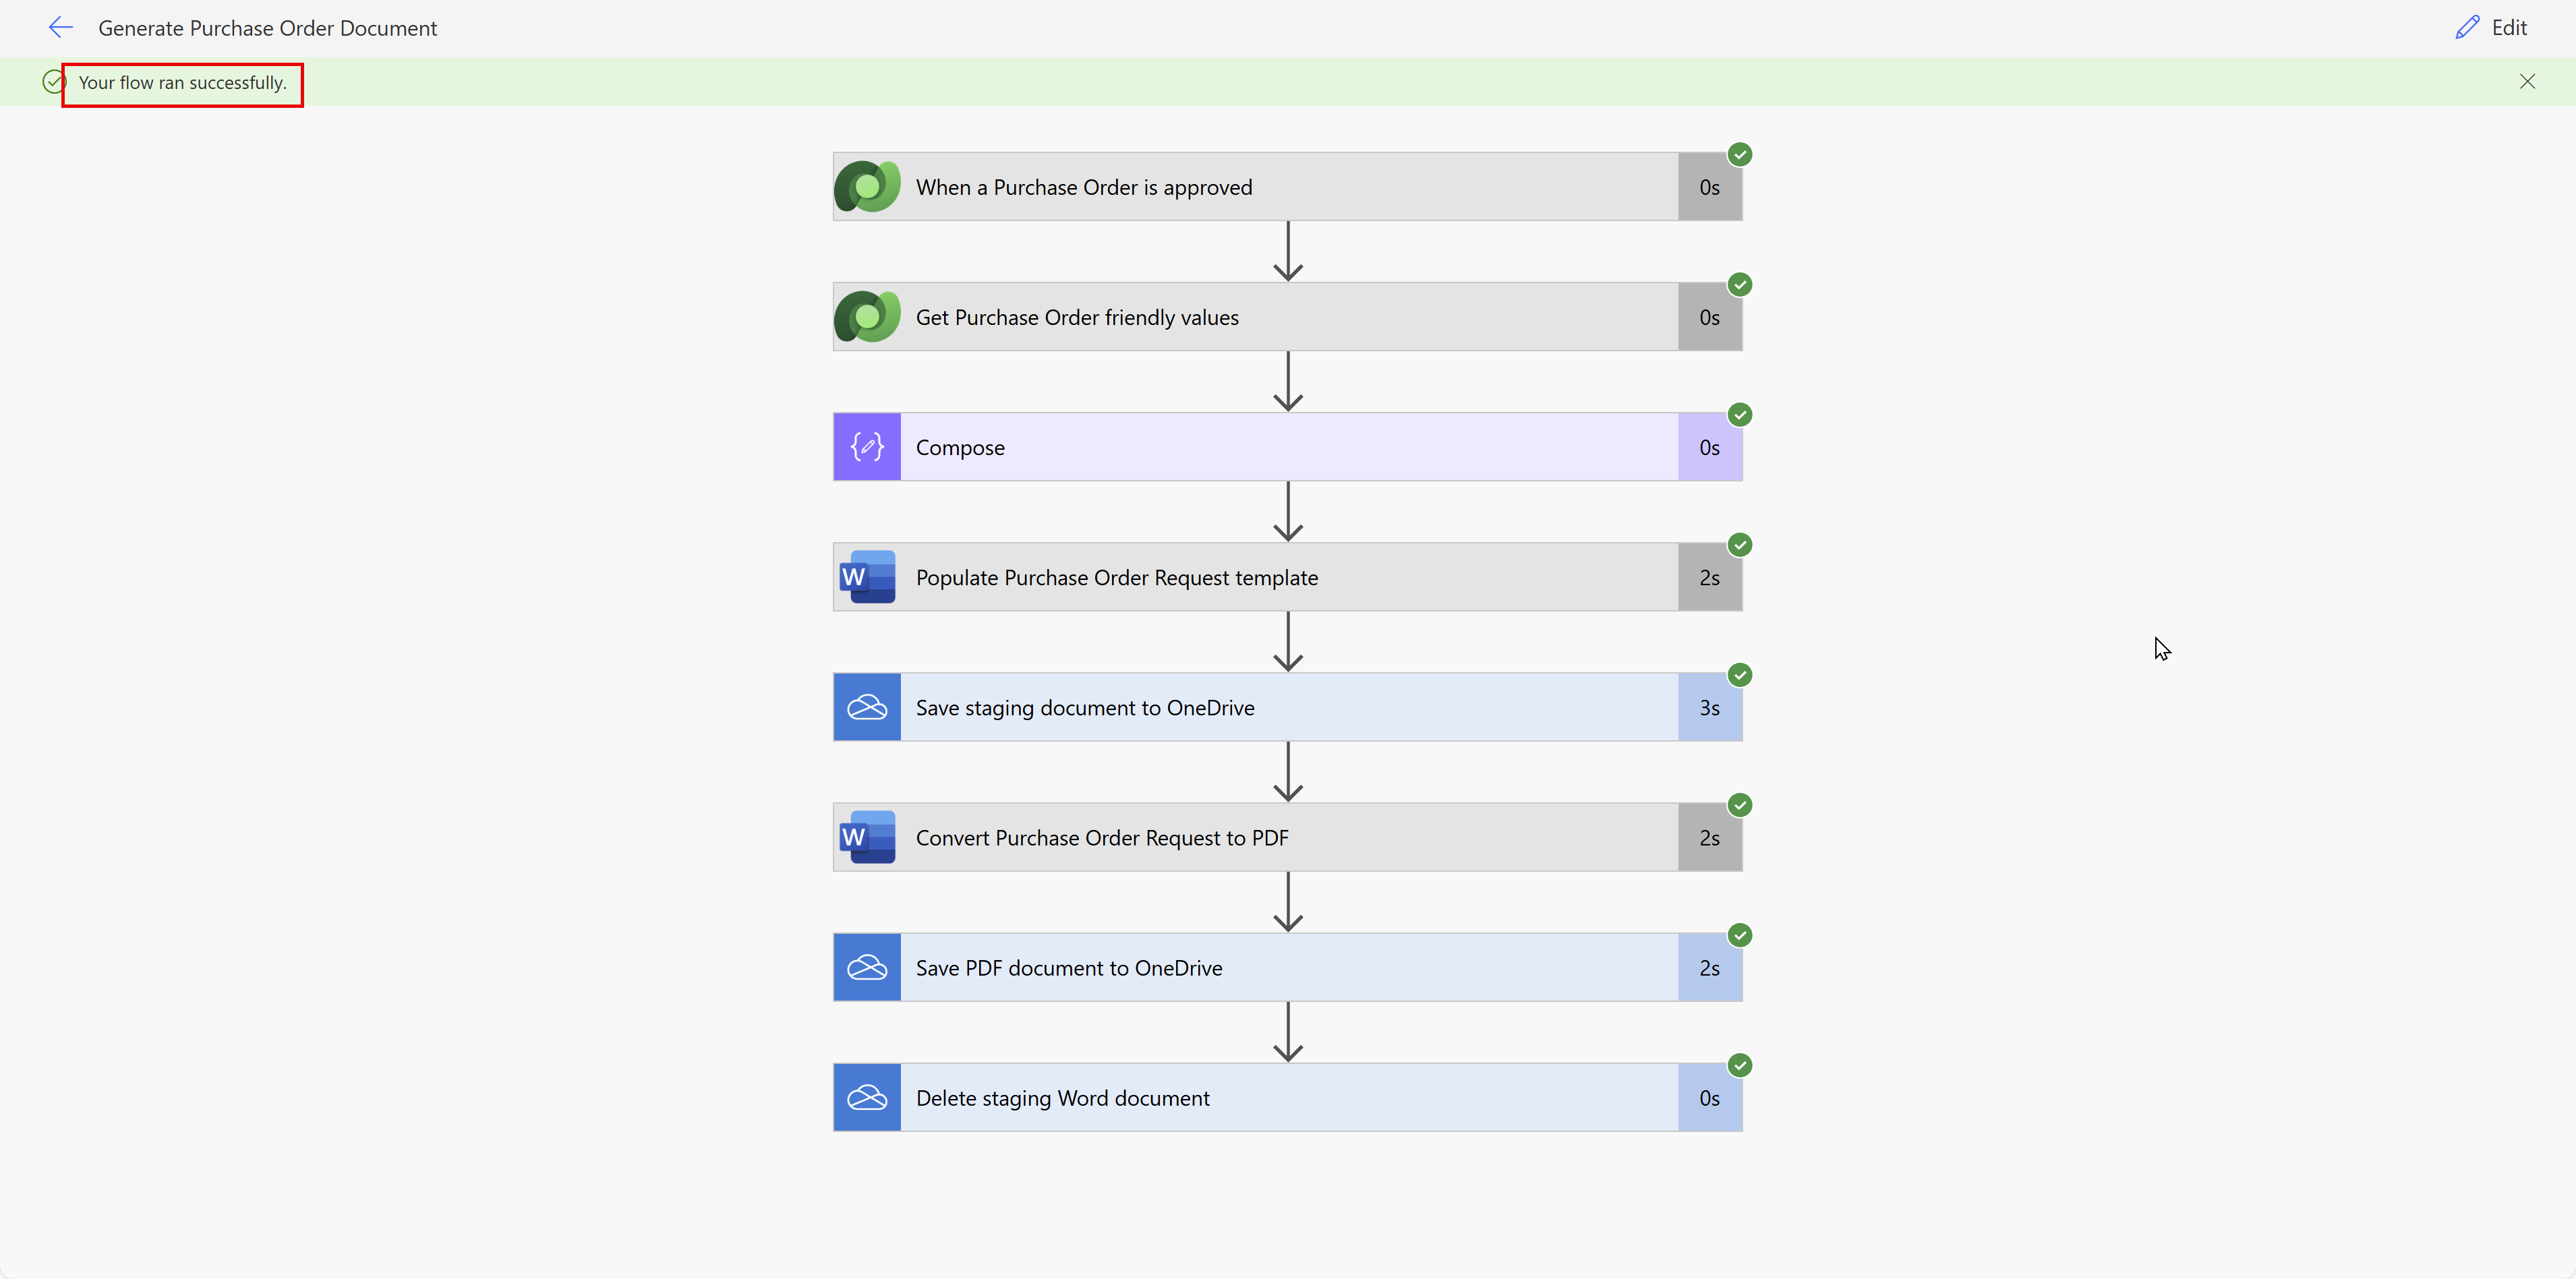 Generate Purchase Order Document
Edit
Your flow ran successfully.
When a Purchase Order is approved
0s
Get Purchase Order friendly values
0s
Compose
0s
W
Populate Purchase Order Request template
2s
Save staging document to OneDrive
3s
W
Convert Purchase Order Request to PDF
2s
Save PDF document to OneDrive
2s
Delete staging Word document
0s